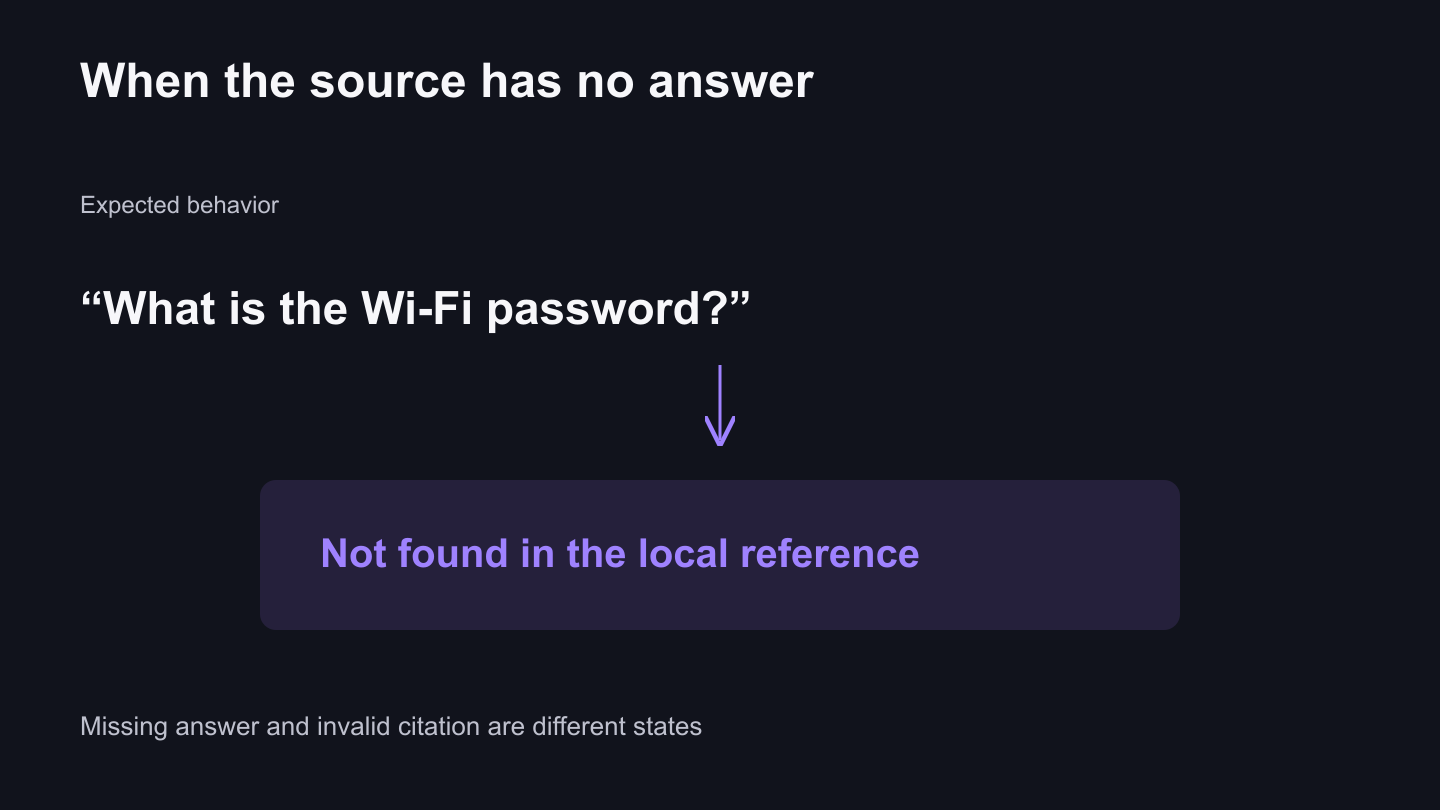 When the source has no answer
Expected behavior
“What is the Wi-Fi password?”
Not found in the local reference
Missing answer and invalid citation are different states